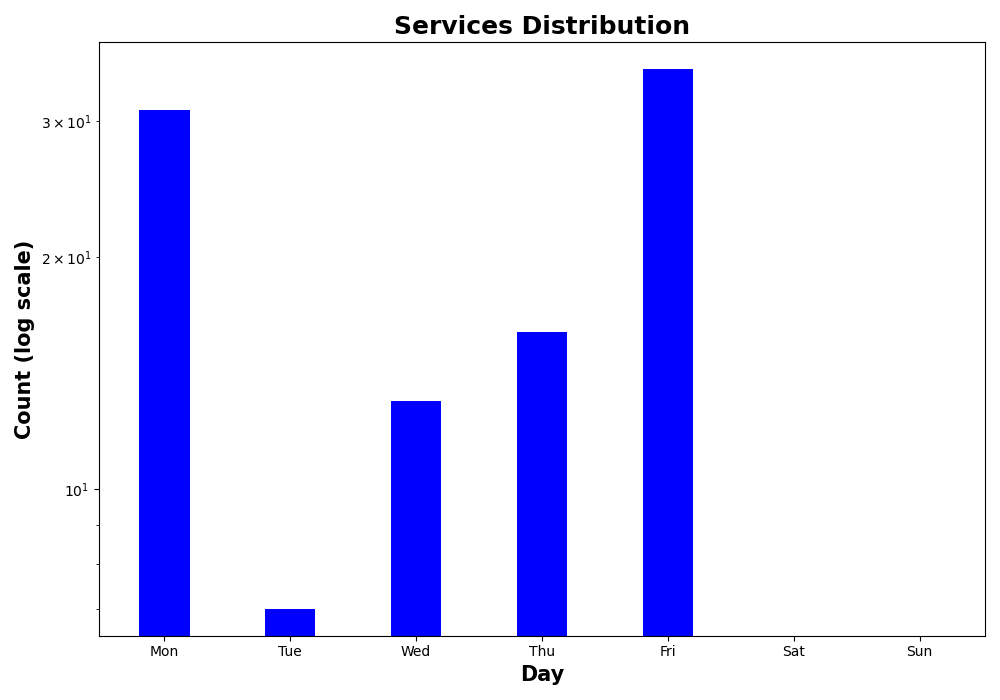 Services Distribution
3 × 10¹
2 × 10¹
10¹
Count (log scale)
Mon Tue Wed Thu Fri Sat Sun
Day